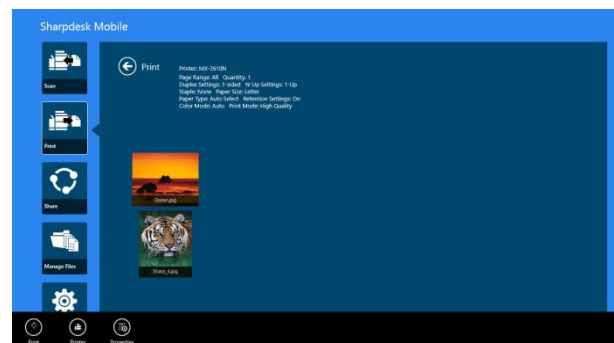 Sharpdesk Mobile
Scan
Print
Share
Manage Files
Print
Printer: MX-2610N
Page Range: All Quantity: 1
Duplex Settings: 1-sided N-Up Settings: 1-Up
Staple: None Paper Size: Letter
Paper Type: Auto Select Retention Settings: On
Color Mode: Auto Print Mode: High Quality
Print
Printer
Properties